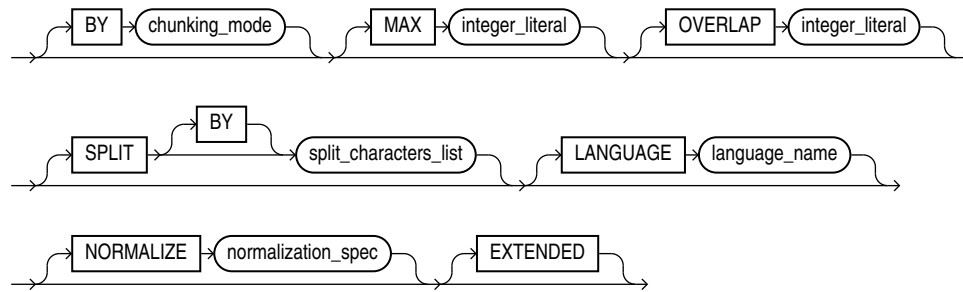 BY chunking_mode MAX integer_literal OVERLAP integer_literal
BY
SPLIT split_characters_list LANGUAGE language_name
NORMALIZE normalization_spec EXTENDED